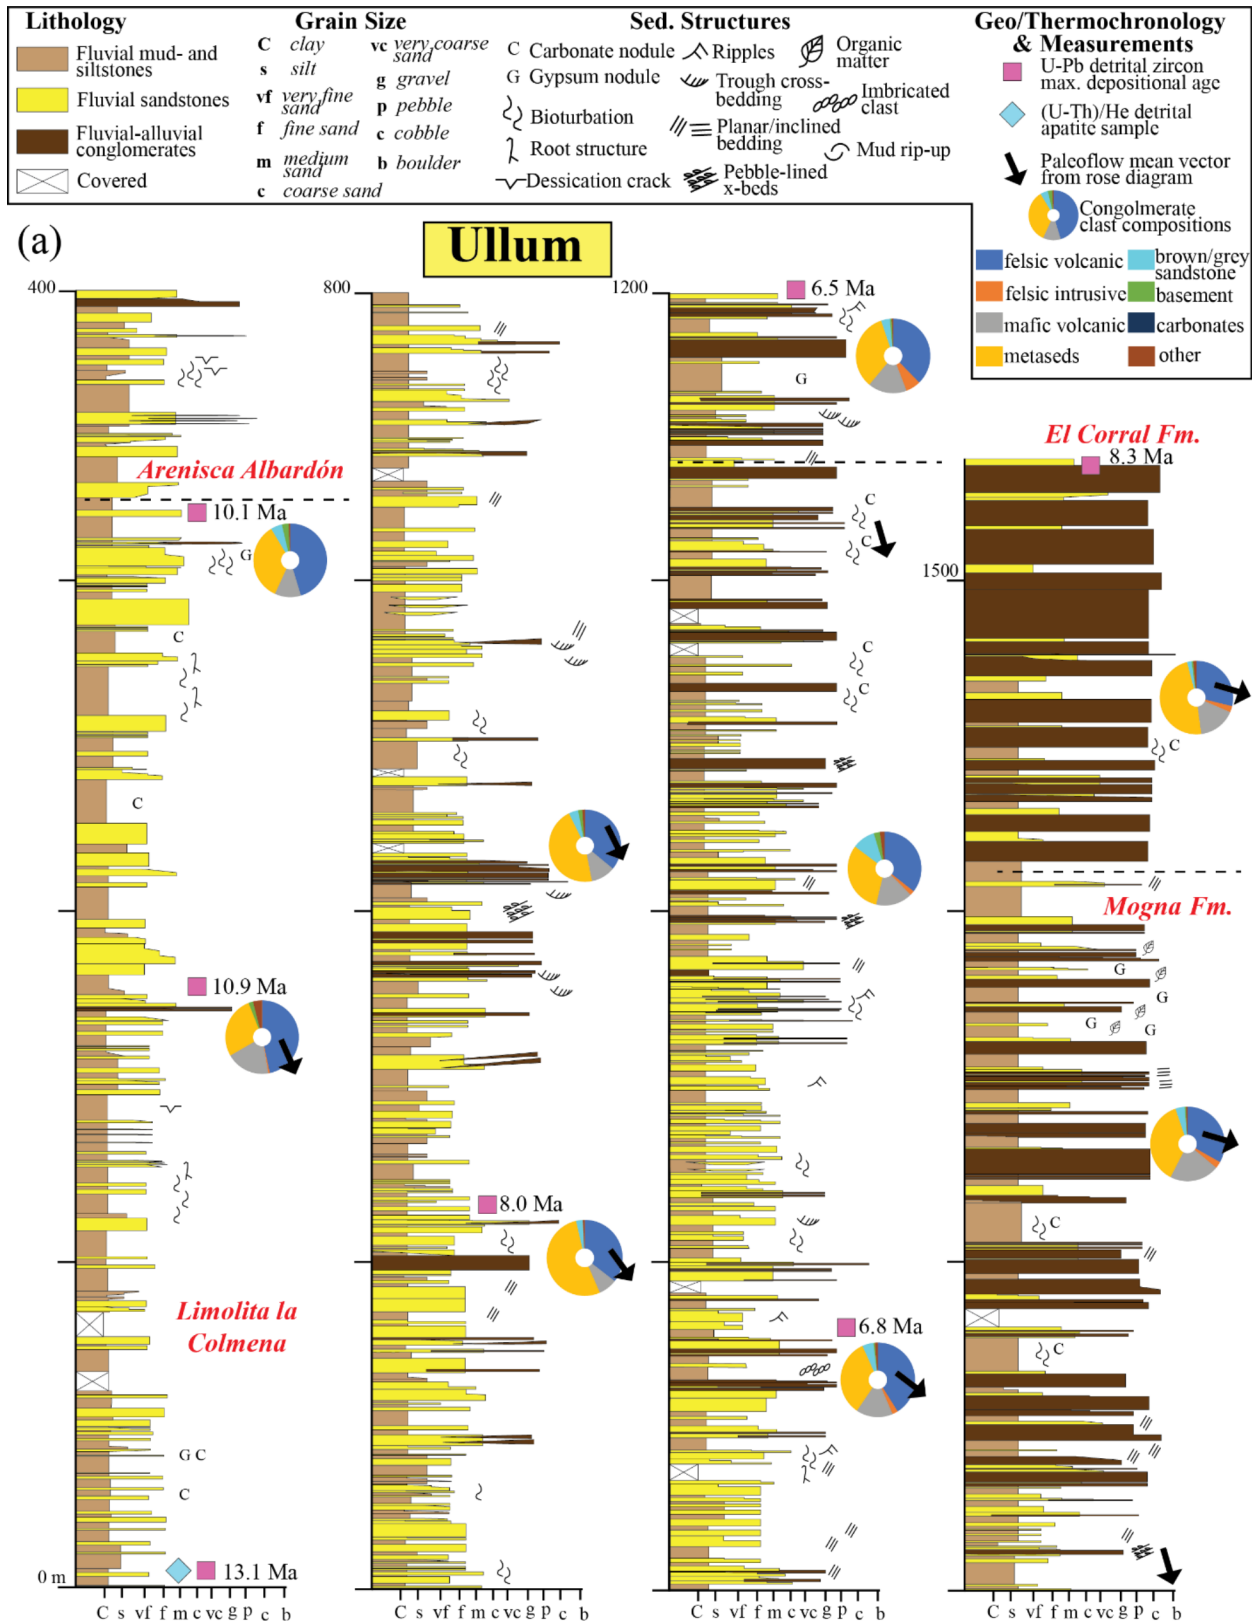 Lithology
Fluvial mud- and
siltstones
Fluvial sandstones
Fluvial-alluvial
conglomerates
Covered
Grain Size
C clay
s silt
vf very fine
sand
f fine sand
m medium
sand
c coarse sand
vc very coarse
sand
g gravel
p pebble
c cobble
b boulder
Sed. Structures
C Carbonate nodule
G Gypsum nodule
Bioturbation
Root structure
Dessication crack
Ripples
Trough cross-
bedding
Planar/inclined
bedding
Pebble-lined
x-beds
Organic
matter
Imbricated
clast
Mud rip-up
Geo/Thermochronology
& Measurements
U-Pb detrital zircon
max. depositional age
(U-Th)/He detrital
apatite sample
Paleoflow mean vector
from rose diagram
Congolmerate
clast compositions
felsic volcanic
felsic intrusive
mafic volcanic
metaseds
brown/grey
sandstone
basement
carbonates
other
(a)
Ullum
400
Arenisca Albardón
10.1 Ma
G
C
C
10.9 Ma
Limolita la
Colmena
G C
C
13.1 Ma
0 m
C s vf f m c vc g p c b
800
8.0 Ma
C s vf f m c vc g p c b
1200
6.5 Ma
G
C
C
C
C
6.8 Ma
C s vf f m c vc g p c b
El Corral Fm.
8.3 Ma
1500
C
Mogna Fm.
G
G
G
G
C
C
C s vf f m c vc g p c b